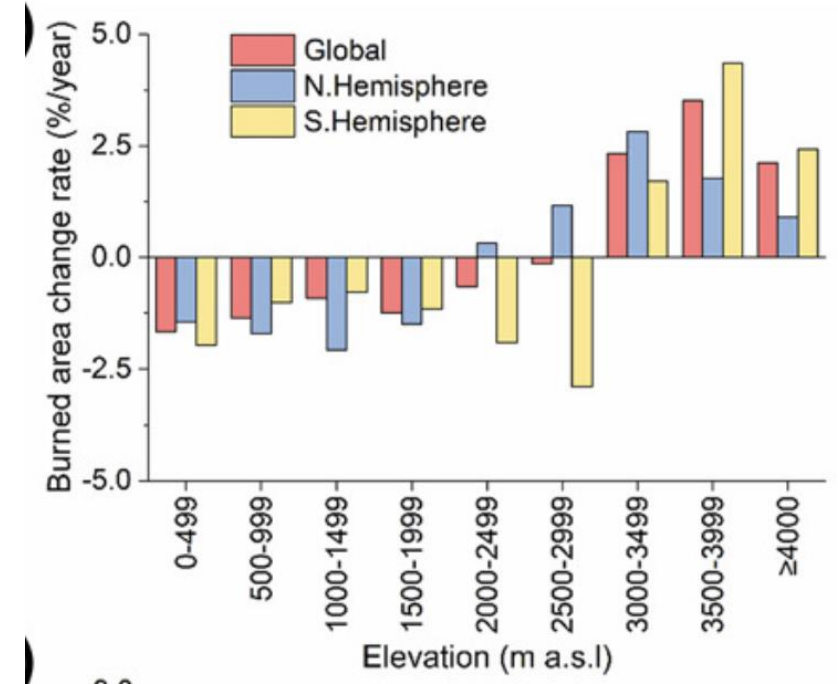 Burned area change rate (%/year)
5.0
2.5
0.0
-2.5
-5.0
Global
N.Hemisphere
S.Hemisphere
0-499
500-999
1000-1499
1500-1999
2000-2499
2500-2999
3000-3499
3500-3999
≥4000
Elevation (m a.s.l)